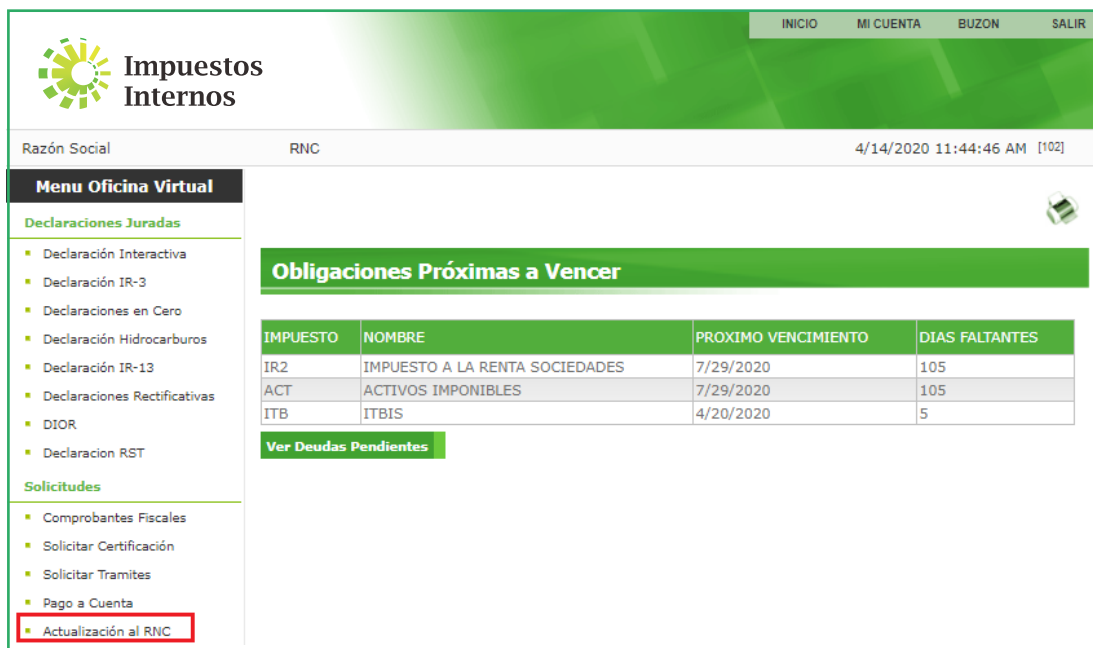 INICIO MI CUENTA BUZON SALIR
Impuestos
Internos
Razón Social RNC 4/14/2020 11:44:46 AM [102]
Menu Oficina Virtual
Declaraciones Juradas
Declaración Interactiva
Declaración IR-3
Declaraciones en Cero
Declaración Hidrocarburos
Declaración IR-13
Declaraciones Rectificativas
DIOR
Declaracion RST
Solicitudes
Comprobantes Fiscales
Solicitar Certificación
Solicitar Tramites
Pago a Cuenta
Actualización al RNC
Obligaciones Próximas a Vencer
IMPUESTO NOMBRE PROXIMO VENCIMIENTO DIAS FALTANTES
IR2 IMPUESTO A LA RENTA SOCIEDADES 7/29/2020 105
ACT ACTIVOS IMPONIBLES 7/29/2020 105
ITB ITBIS 4/20/2020 5
Ver Deudas Pendientes